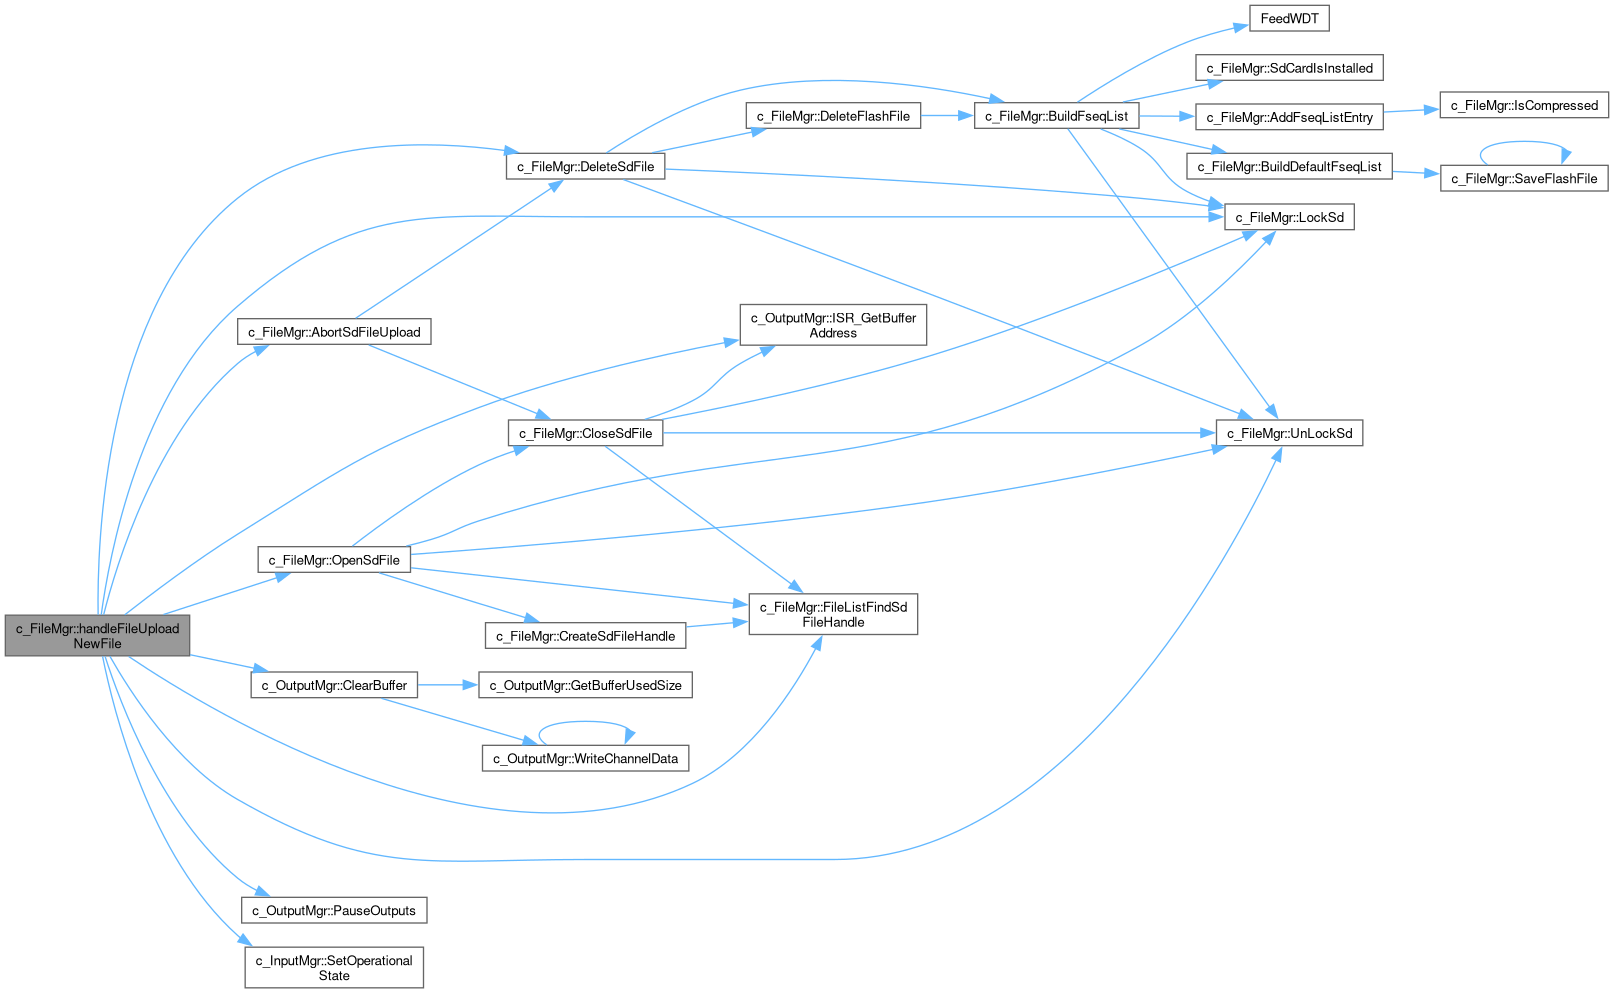 FeedWDT
c_FileMgr::SdCardIsInstalled
c_FileMgr::IsCompressed
c_FileMgr::DeleteFlashFile
c_FileMgr::BuildFseqList
c_FileMgr::AddFseqListEntry
c_FileMgr::DeleteSdFile
c_FileMgr::BuildDefaultFseqList
c_FileMgr::SaveFlashFile
c_FileMgr::LockSd
c_FileMgr::AbortSdFileUpload
c_OutputMgr::ISR_GetBuffer
Address
c_FileMgr::CloseSdFile
c_FileMgr::UnLockSd
c_FileMgr::OpenSdFile
c_FileMgr::handleFileUpload
NewFile
c_FileMgr::CreateSdFileHandle
c_FileMgr::FileListFindSd
FileHandle
c_OutputMgr::ClearBuffer
c_OutputMgr::GetBufferUsedSize
c_OutputMgr::WriteChannelData
c_OutputMgr::PauseOutputs
c_InputMgr::SetOperational
State